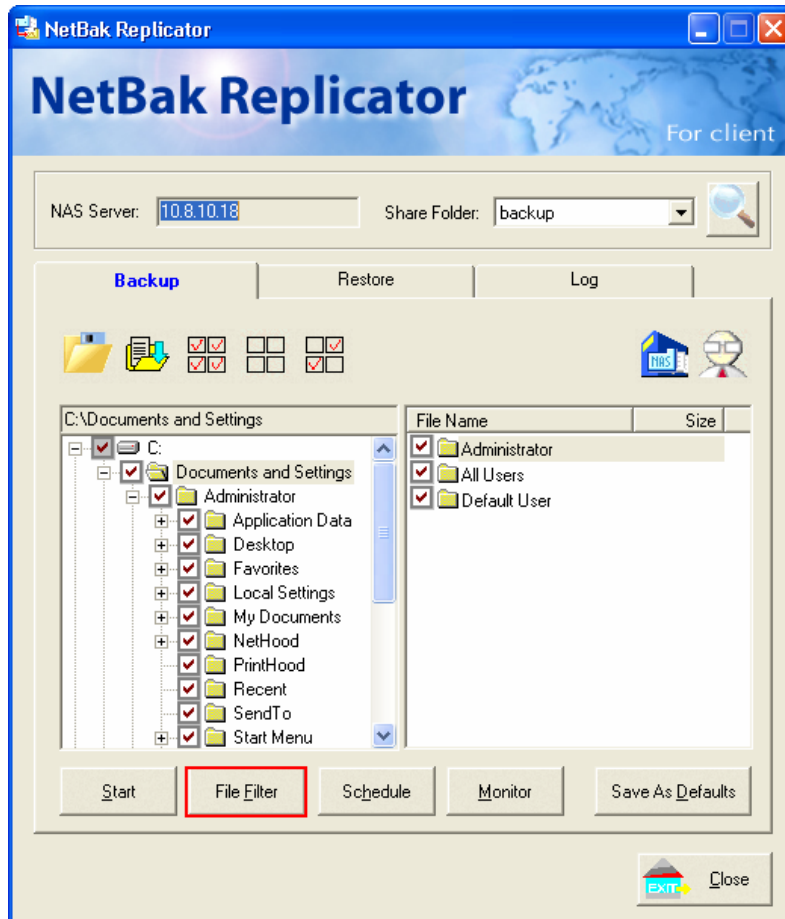 NetBak Replicator
NetBak Replicator
For client
NAS Server: 10.8.10.18 Share Folder: backup
Backup Restore Log
NAS
C:\Documents and Settings
C:
Documents and Settings
Administrator
Application Data
Desktop
Favorites
Local Settings
My Documents
NetHood
PrintHood
Recent
SendTo
Start Menu
File Name Size
Administrator
All Users
Default User
Start File Filter Schedule Monitor Save As Defaults
EXIT Close